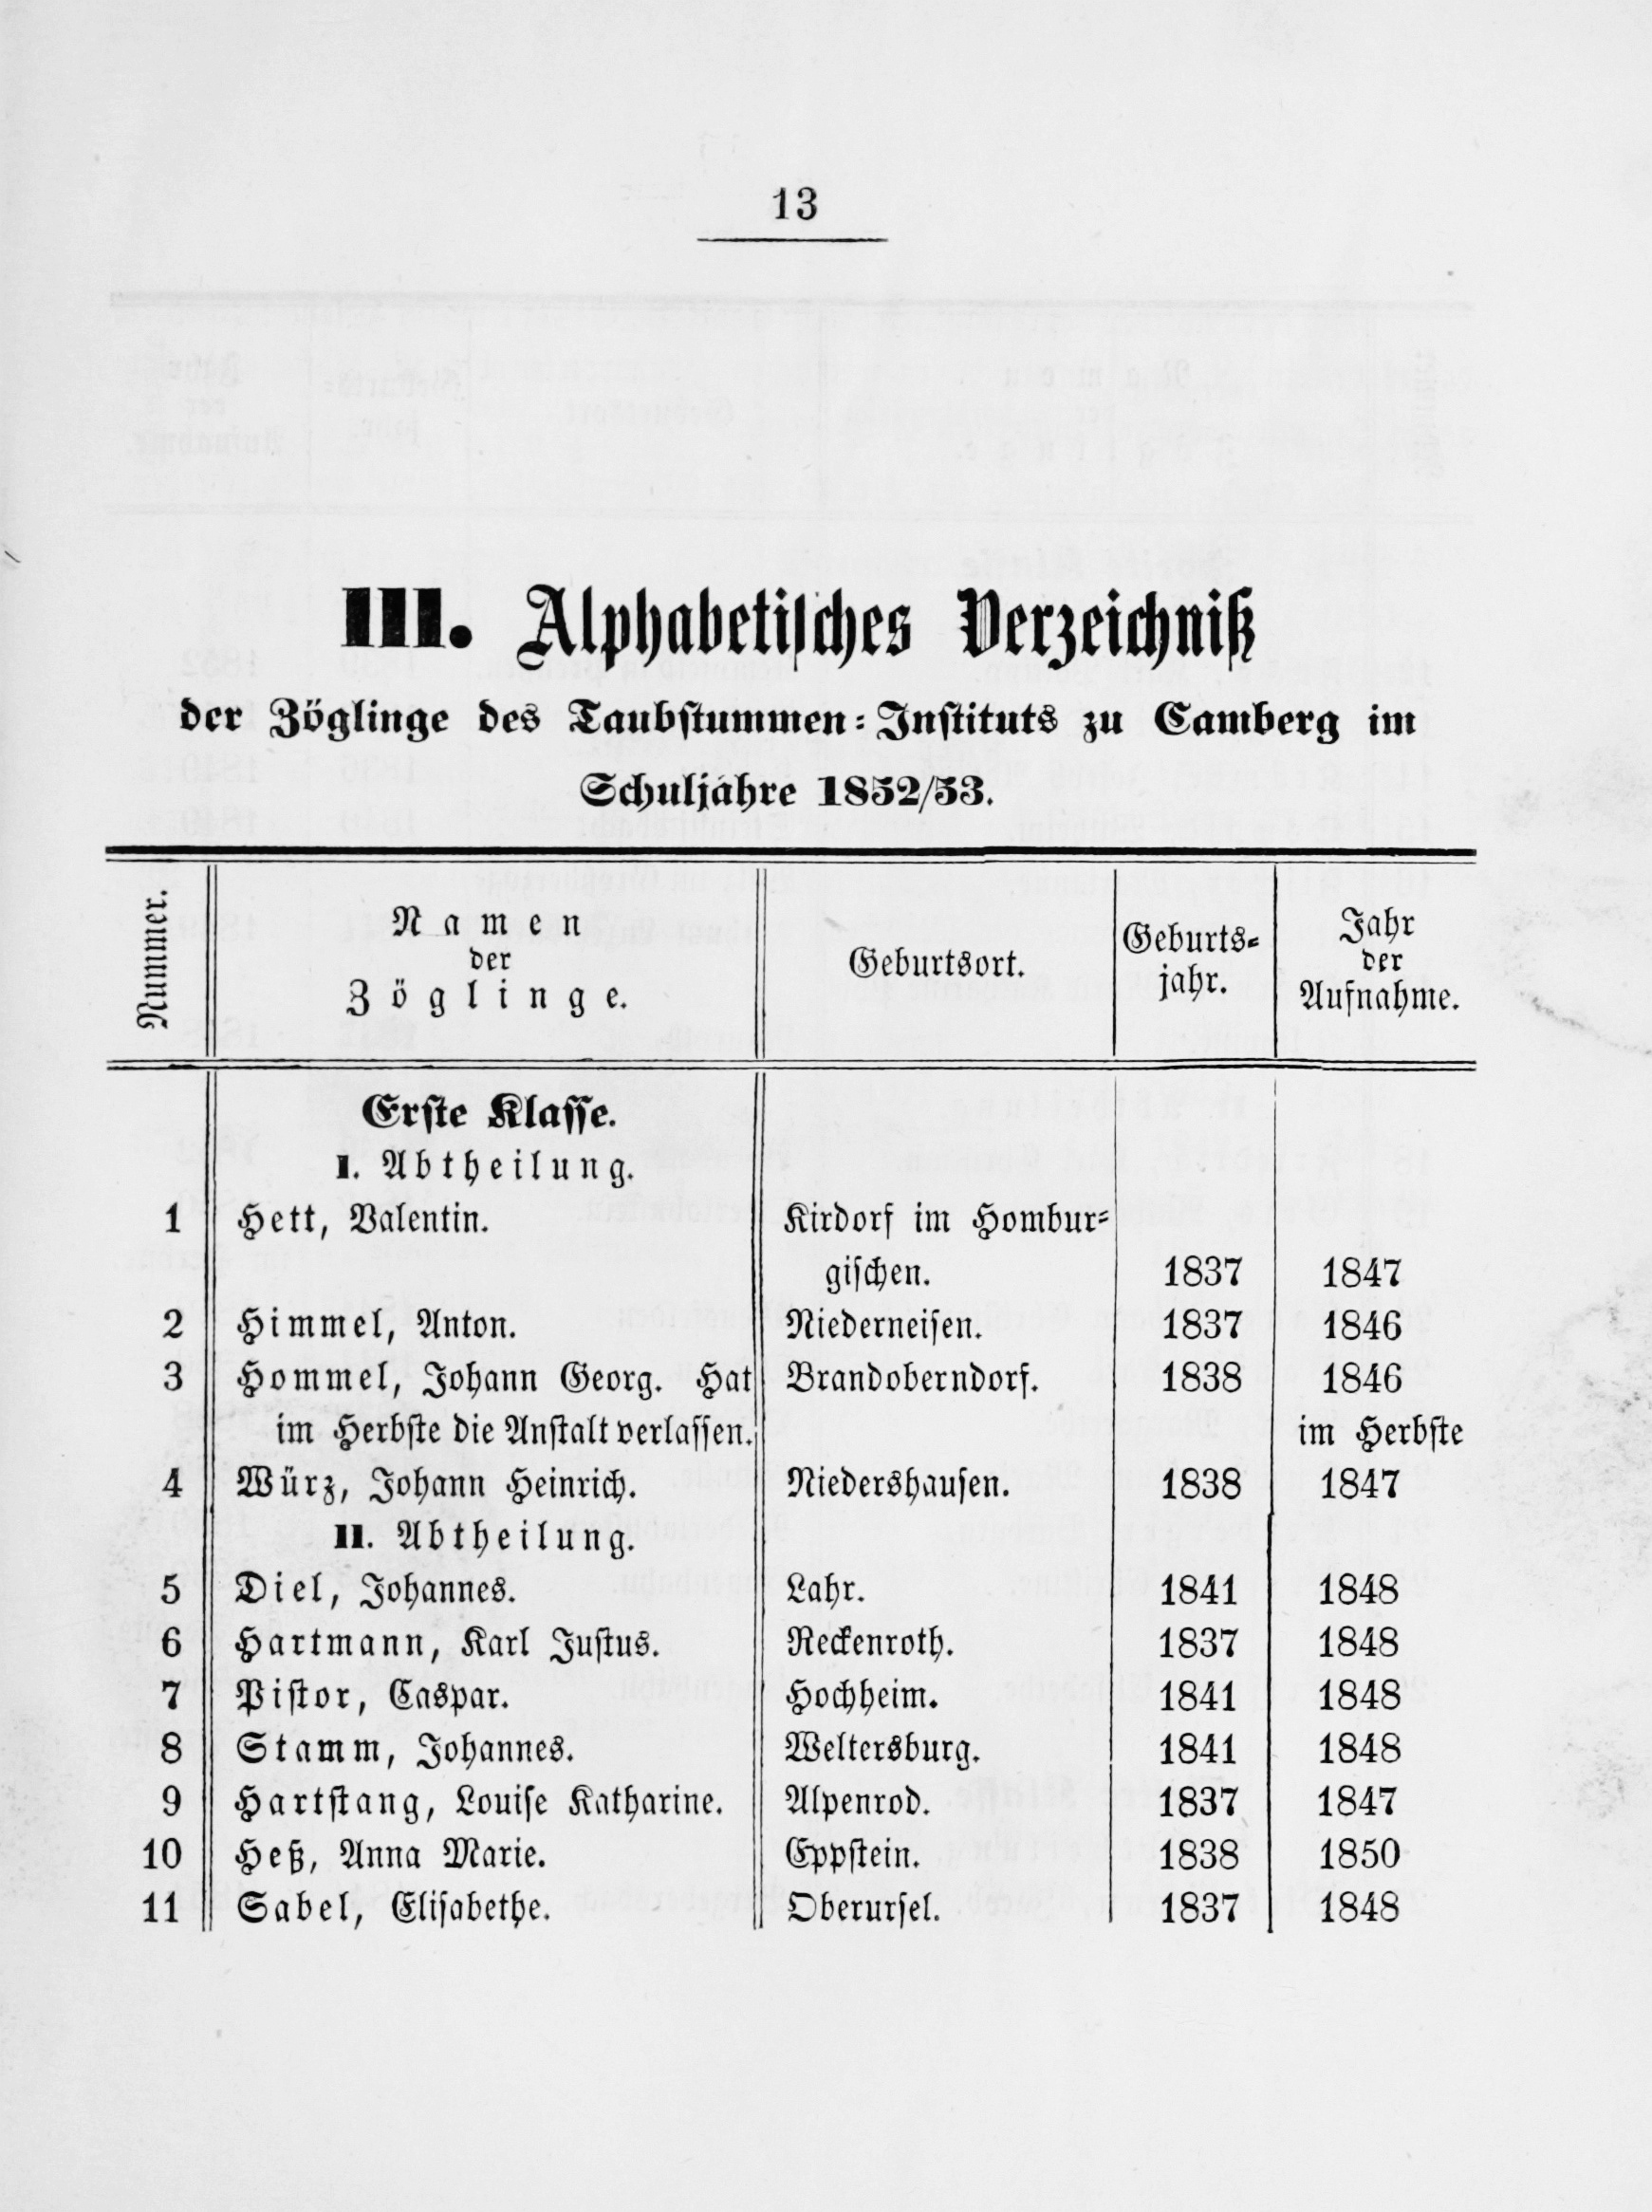 13
III. Alphabetisches Verzeichniß
der Zöglinge des Taubstummen=Instituts zu Camberg im
Schuljahre 1852/53.
Nummer.
Namen
der
Zöglinge.
Geburtsort.
Geburts=
jahr.
Jahr
der
Aufnahme.
Erste Klasse.
I. Abtheilung.
1 Hett, Valentin. Kirdorf im Hombur=
gischen. 1837 1847
2 Himmel, Anton. Niederneisen. 1837 1846
3 Hommel, Johann Georg. Hat Brandoberndorf. 1838 1846
im Herbste die Anstalt verlassen. im Herbste
4 Würz, Johann Heinrich. Niedershausen. 1838 1847
II. Abtheilung.
5 Diel, Johannes. Lahr. 1841 1848
6 Hartmann, Karl Justus. Reckenroth. 1837 1848
7 Pistor, Caspar. Hochheim. 1841 1848
8 Stamm, Johannes. Weltersburg. 1841 1848
9 Hartstang, Louise Katharine. Alpenrod. 1837 1847
10 Heß, Anna Marie. Eppstein. 1838 1850
11 Sabel, Elisabethe. Oberursel. 1837 1848